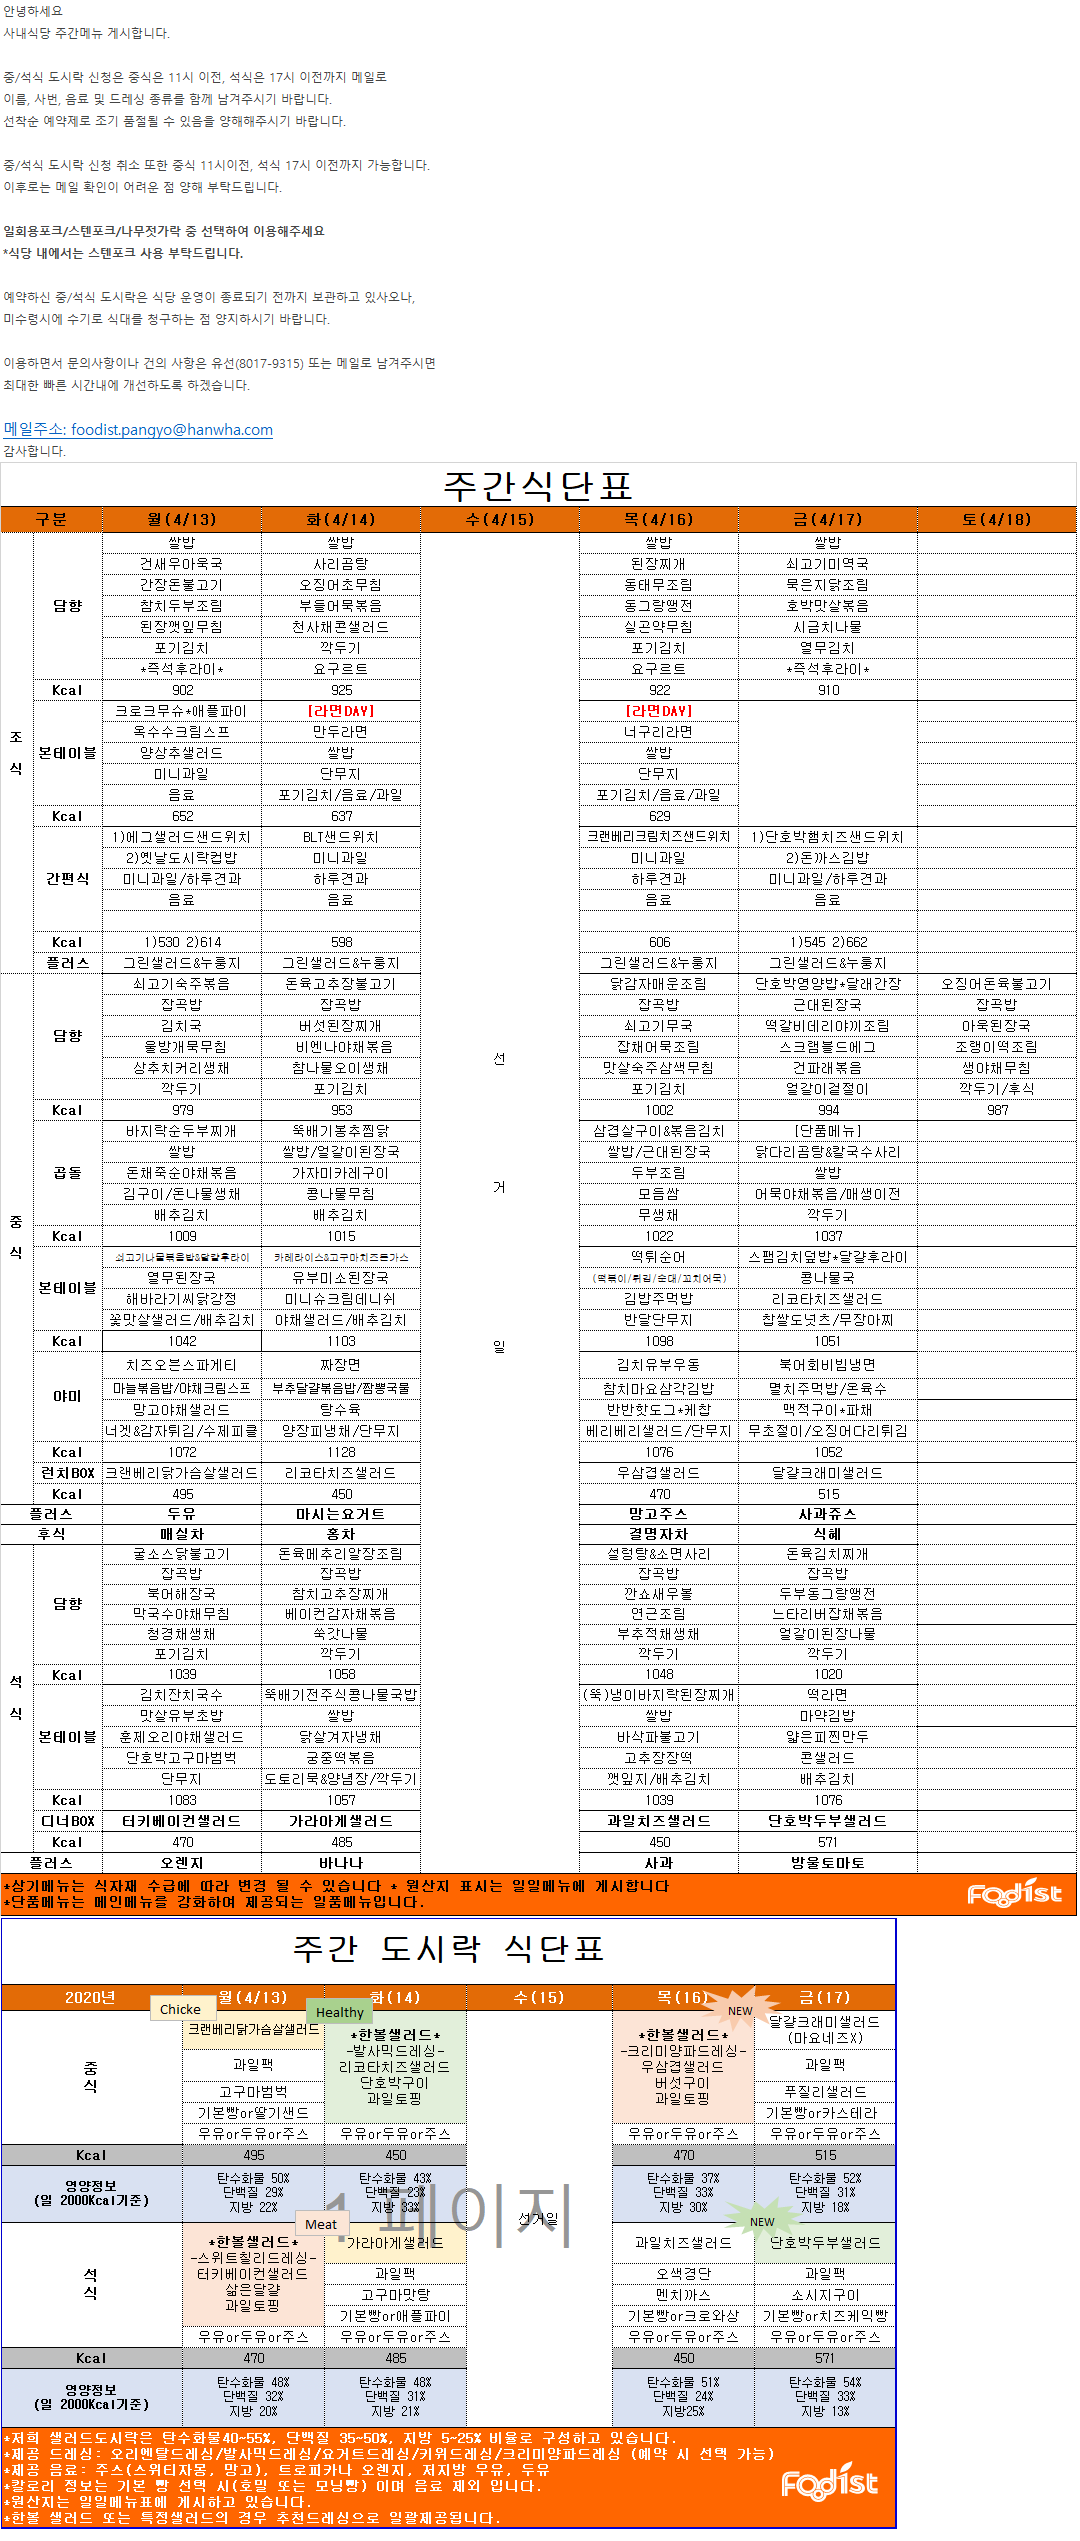 안녕하세요
사내식당 주간메뉴 게시합니다.
중/석식 도시락 신청은 중식은 11시 이전, 석식은 17시 이전까지 메일로
이름, 사번, 음료 및 드레싱 종류를 함께 남겨주시기 바랍니다.
선착순 예약제로 조기 품절될 수 있음을 양해해주시기 바랍니다.
중/석식 도시락 신청 취소 또한 중식 11시이전, 석식 17시 이전까지 가능합니다.
이후로는 메일 확인이 어려운 점 양해 부탁드립니다.
일회용포크/스텐포크/나무젓가락 중 선택하여 이용해주세요
*식당 내에서는 스텐포크 사용 부탁드립니다.
예약하신 중/석식 도시락은 식당 운영이 종료되기 전까지 보관하고 있사오나,
미수령시에 수기로 식대를 청구하는 점 양지하시기 바랍니다.
이용하면서 문의사항이나 건의 사항은 유선(8017-9315) 또는 메일로 남겨주시면
최대한 빠른 시간내에 개선하도록 하겠습니다.
메일주소: foodist.pangyo@hanwha.com
감사합니다.
주간식단표
구분 월(4/13) 화(4/14) 수(4/15) 목(4/16) 금(4/17) 토(4/18)
조식
담향
쌀밥 쌀밥 쌀밥 쌀밥
건새우아욱국 사리곰탕 된장찌개 쇠고기미역국
간장돈불고기 오징어초무침 동태무조림 묵은지닭조림
참치두부조림 부들어묵볶음 동그랑땡전 호박맛살볶음
된장깻잎무침 천사채콘샐러드 실곤약무침 시금치나물
포기김치 깍두기 포기김치 열무김치
*즉석후라이* 요구르트 요구르트 *즉석후라이*
Kcal 902 925 922 910
본테이블
크로크무슈*애플파이 [라면DAY] [라면DAY]
옥수수크림스프 만두라면 너구리라면
양상추샐러드 쌀밥 쌀밥
미니과일 단무지 단무지
음료 포기김치/음료/과일 포기김치/음료/과일
Kcal 652 637 629
간편식
1)에그샐러드샌드위치 BLT샌드위치 크랜베리크림치즈샌드위치 1)단호박햄치즈샌드위치
2)옛날도시락컵밥 미니과일 미니과일 2)돈까스김밥
미니과일/하루견과 하루견과 하루견과 미니과일/하루견과
음료 음료 음료 음료
Kcal 1)530 2)614 598 606 1)545 2)662
플러스 그린샐러드&누룽지 그린샐러드&누룽지 그린샐러드&누룽지 그린샐러드&누룽지
선거일
중식
담향
쇠고기숙주볶음 돈육고추장불고기 닭감자매운조림 단호박영양밥*달래간장 오징어돈육불고기
잡곡밥 잡곡밥 잡곡밥 근대된장국 잡곡밥
김치국 버섯된장찌개 쇠고기무국 떡갈비데리야끼조림 아욱된장국
울방개묵무침 비엔나야채볶음 잡채어묵조림 스크램블드에그 조랭이떡조림
상추치커리생채 참나물오이생채 맛살숙주삼색무침 건파래볶음 생야채무침
깍두기 포기김치 포기김치 얼갈이겉절이 깍두기/후식
Kcal 979 953 1002 994 987
곱돌
바지락순두부찌개 뚝배기봉추찜닭 삼겹살구이&볶음김치 [단품메뉴]
쌀밥 쌀밥/얼갈이된장국 쌀밥/근대된장국 닭다리곰탕&칼국수사리
돈채죽순야채볶음 가자미카레구이 두부조림 쌀밥
김구이/돈나물생채 콩나물무침 모듬쌈 어묵야채볶음/매생이전
배추김치 배추김치 무생채 깍두기
Kcal 1009 1015 1022 1037
본테이블
쇠고기나물볶음밥&달걀후라이 카레라이스&고구마치즈돈가스 떡튀순어 스팸김치덮밥*달걀후라이
열무된장국 유부미소된장국 (떡볶이/튀김/순대/꼬치어묵) 콩나물국
해바라기씨닭강정 미니슈크림데니쉬 김밥주먹밥 리코타치즈샐러드
꽃맛살샐러드/배추김치 야채샐러드/배추김치 반달단무지 찹쌀도넛츠/무장아찌
Kcal 1042 1103 1098 1051
야미
치즈오븐스파게티 짜장면 김치유부우동 북어회비빔냉면
마늘볶음밥/야채크림스프 부추달걀볶음밥/짬뽕국물 참치마요삼각김밥 멸치주먹밥/온육수
망고야채샐러드 탕수육 반반핫도그*케찹 맥적구이*파채
너겟&감자튀김/수제피클 양장피냉채/단무지 베리베리샐러드/단무지 무초절이/오징어다리튀김
Kcal 1072 1128 1076 1052
런치BOX 크랜베리닭가슴살샐러드 리코타치즈샐러드 우삼겹샐러드 달걀크래미샐러드
Kcal 495 450 470 515
플러스 두유 마시는요거트 망고주스 사과쥬스
후식 매실차 홍차 결명자차 식혜
석식
담향
굴소스닭불고기 돈육메추리알장조림 설렁탕&소면사리 돈육김치찌개
잡곡밥 잡곡밥 잡곡밥 잡곡밥
북어해장국 참치고추장찌개 깐쇼새우볼 두부동그랑땡전
막국수야채무침 베이컨감자채볶음 연근조림 느타리버섯잡채볶음
청경채생채 쑥갓나물 부추적채생채 얼갈이된장나물
포기김치 깍두기 깍두기 깍두기
Kcal 1039 1058 1048 1020
본테이블
김치잔치국수 뚝배기전주식콩나물국밥 (뚝)냉이바지락된장찌개 떡라면
맛살유부초밥 쌀밥 쌀밥 마약김밥
훈제오리야채샐러드 닭살겨자냉채 바싹파불고기 얇은피찐만두
단호박고구마범벅 궁중떡볶음 고추장장떡 콘샐러드
단무지 도토리묵&양념장/깍두기 깻잎지/배추김치 배추김치
Kcal 1083 1057 1039 1076
디너BOX 터키베이컨샐러드 가라아게샐러드 과일치즈샐러드 단호박두부샐러드
Kcal 470 485 450 571
플러스 오렌지 바나나 사과 방울토마토
*상기메뉴는 식자재 수급에 따라 변경 될 수 있습니다 * 원산지 표시는 일일메뉴에 게시합니다
*단품메뉴는 메인메뉴를 강화하며 제공되는 일품메뉴입니다.
Foodist
주간 도시락 식단표
2020년 월(4/13) 화(14) 수(15) 목(16) 금(17)
Chicke Healthy NEW
중식
크랜베리닭가슴살샐러드 *한볼샐러드* *한볼샐러드* 달걀크래미샐러드
-발사믹드레싱- -크리미양파드레싱- (마요네즈X)
과일팩 리코타치즈샐러드 우삼겹샐러드 과일팩
고구마범벅 단호박구이 버섯구이 푸질리샐러드
기본빵or딸기샌드 과일토핑 과일토핑 기본빵or카스테라
우유or두유or주스 우유or두유or주스 우유or두유or주스 우유or두유or주스
Kcal 495 450 470 515
영양정보
(일 2000Kcal기준)
탄수화물 50% 탄수화물 43% 탄수화물 37% 탄수화물 52%
단백질 29% 단백질 23% 단백질 33% 단백질 31%
지방 22% 지방 33% 지방 30% 지방 18%
1 페이지
선거일
Meat NEW
석식
*한볼샐러드* 가라아게샐러드 과일치즈샐러드 단호박두부샐러드
-스위트칠리드레싱-
터키베이컨샐러드 과일팩 오색경단 과일팩
삶은달걀 고구마맛탕 멘치까스 소시지구이
과일토핑 기본빵or애플파이 기본빵or크로와상 기본빵or치즈케익빵
우유or두유or주스 우유or두유or주스 우유or두유or주스 우유or두유or주스
Kcal 470 485 450 571
영양정보
(일 2000Kcal기준)
탄수화물 48% 탄수화물 48% 탄수화물 51% 탄수화물 54%
단백질 32% 단백질 31% 단백질 24% 단백질 33%
지방 20% 지방 21% 지방25% 지방 13%
*저희 샐러드도시락은 탄수화물40~55%, 단백질 35~50%, 지방 5~25% 비율로 구성하고 있습니다.
*제공 드레싱: 오리엔탈드레싱/발사믹드레싱/요거트드레싱/키위드레싱/크리미양파드레싱 (예약 시 선택 가능)
*제공 음료: 주스(스위티자몽, 망고), 트로피카나 오렌지, 저지방 우유, 두유
*칼로리 정보는 기본 빵 선택 시(호밀 또는 모닝빵) 이며 음료 제외 입니다.
*원산지는 일일메뉴표에 게시하고 있습니다.
*한볼 샐러드 또는 특정샐러드의 경우 추천드레싱으로 일괄제공됩니다.
Foodist